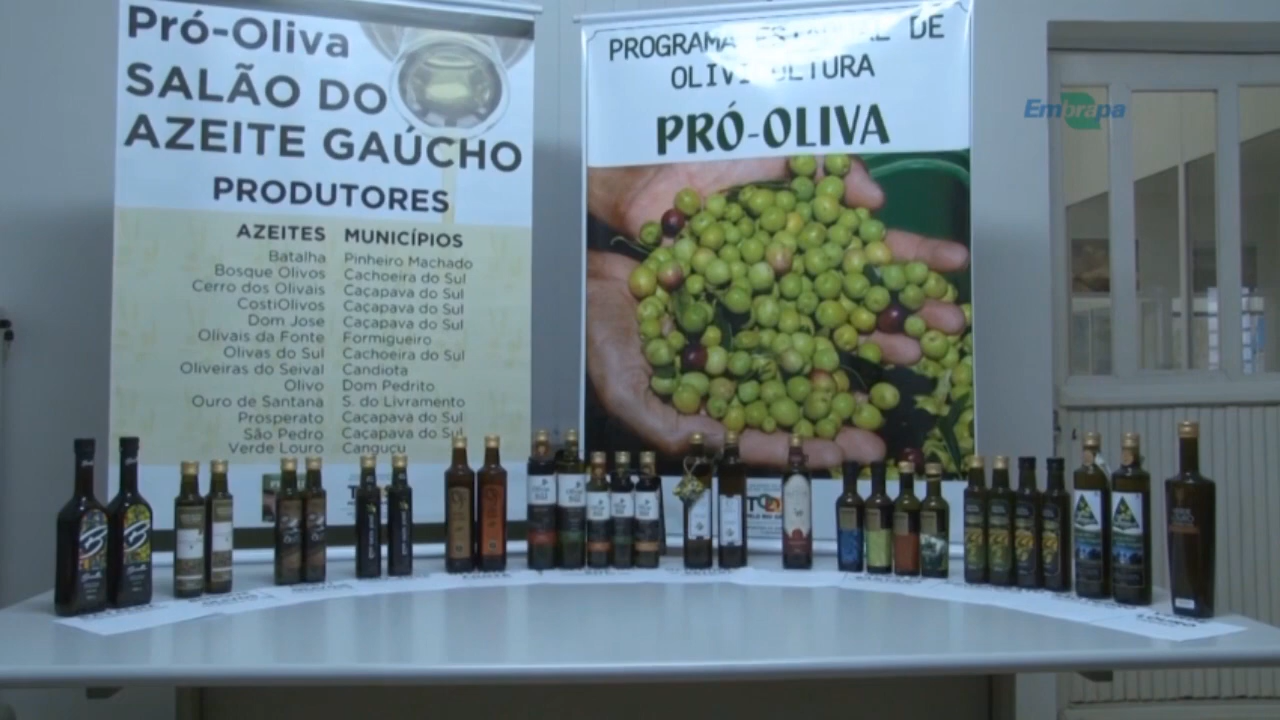 Pró-Oliva
SALÃO DO
AZEITE GAÚCHO
PRODUTORES
AZEITES MUNICÍPIOS
Batalha Pinheiro Machado
Bosque Olivos Cachoeira do Sul
Cerro dos Olivais Caçapava do Sul
CostiOlivos Caçapava do Sul
Dom Jose Caçapava do Sul
Olivais da Fonte Formigueiro
Olivas do Sul Cachoeira do Sul
Oliveiras do Seival Candiota
Olivo Dom Pedrito
Ouro de Santana S. do Livramento
Prosperato Caçapava do Sul
São Pedro Caçapava do Sul
Verde Louro Canguçu
PROGRAMA DE
PRÓ-OLIVA
Embrapa